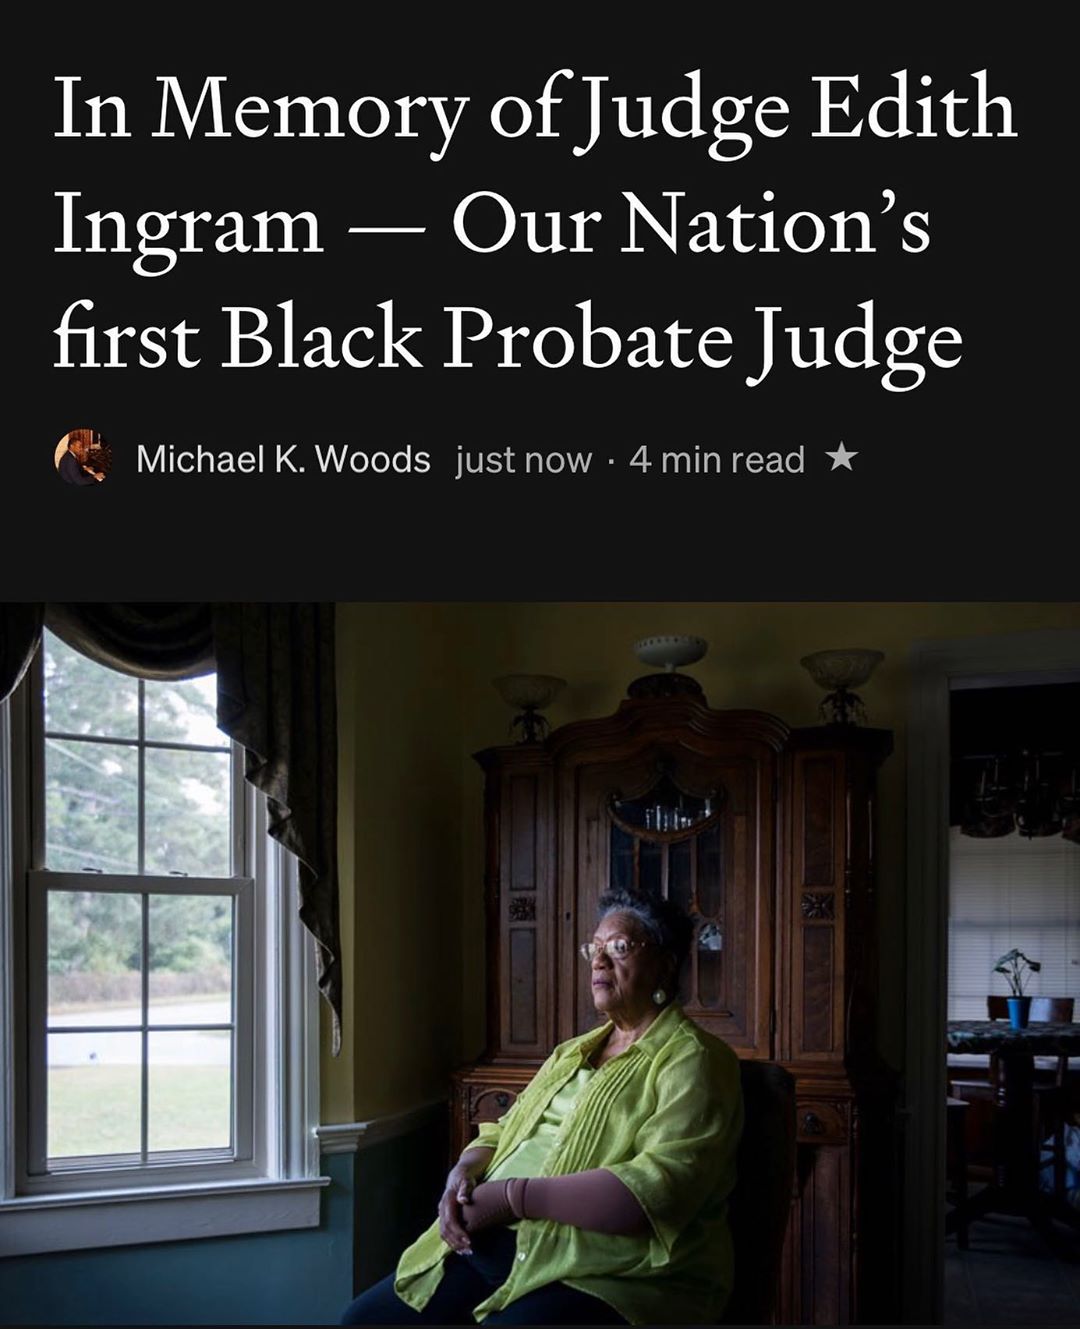 In Memory of Judge Edith
Ingram — Our Nation’s
first Black Probate Judge
Michael K. Woods just now · 4 min read ★